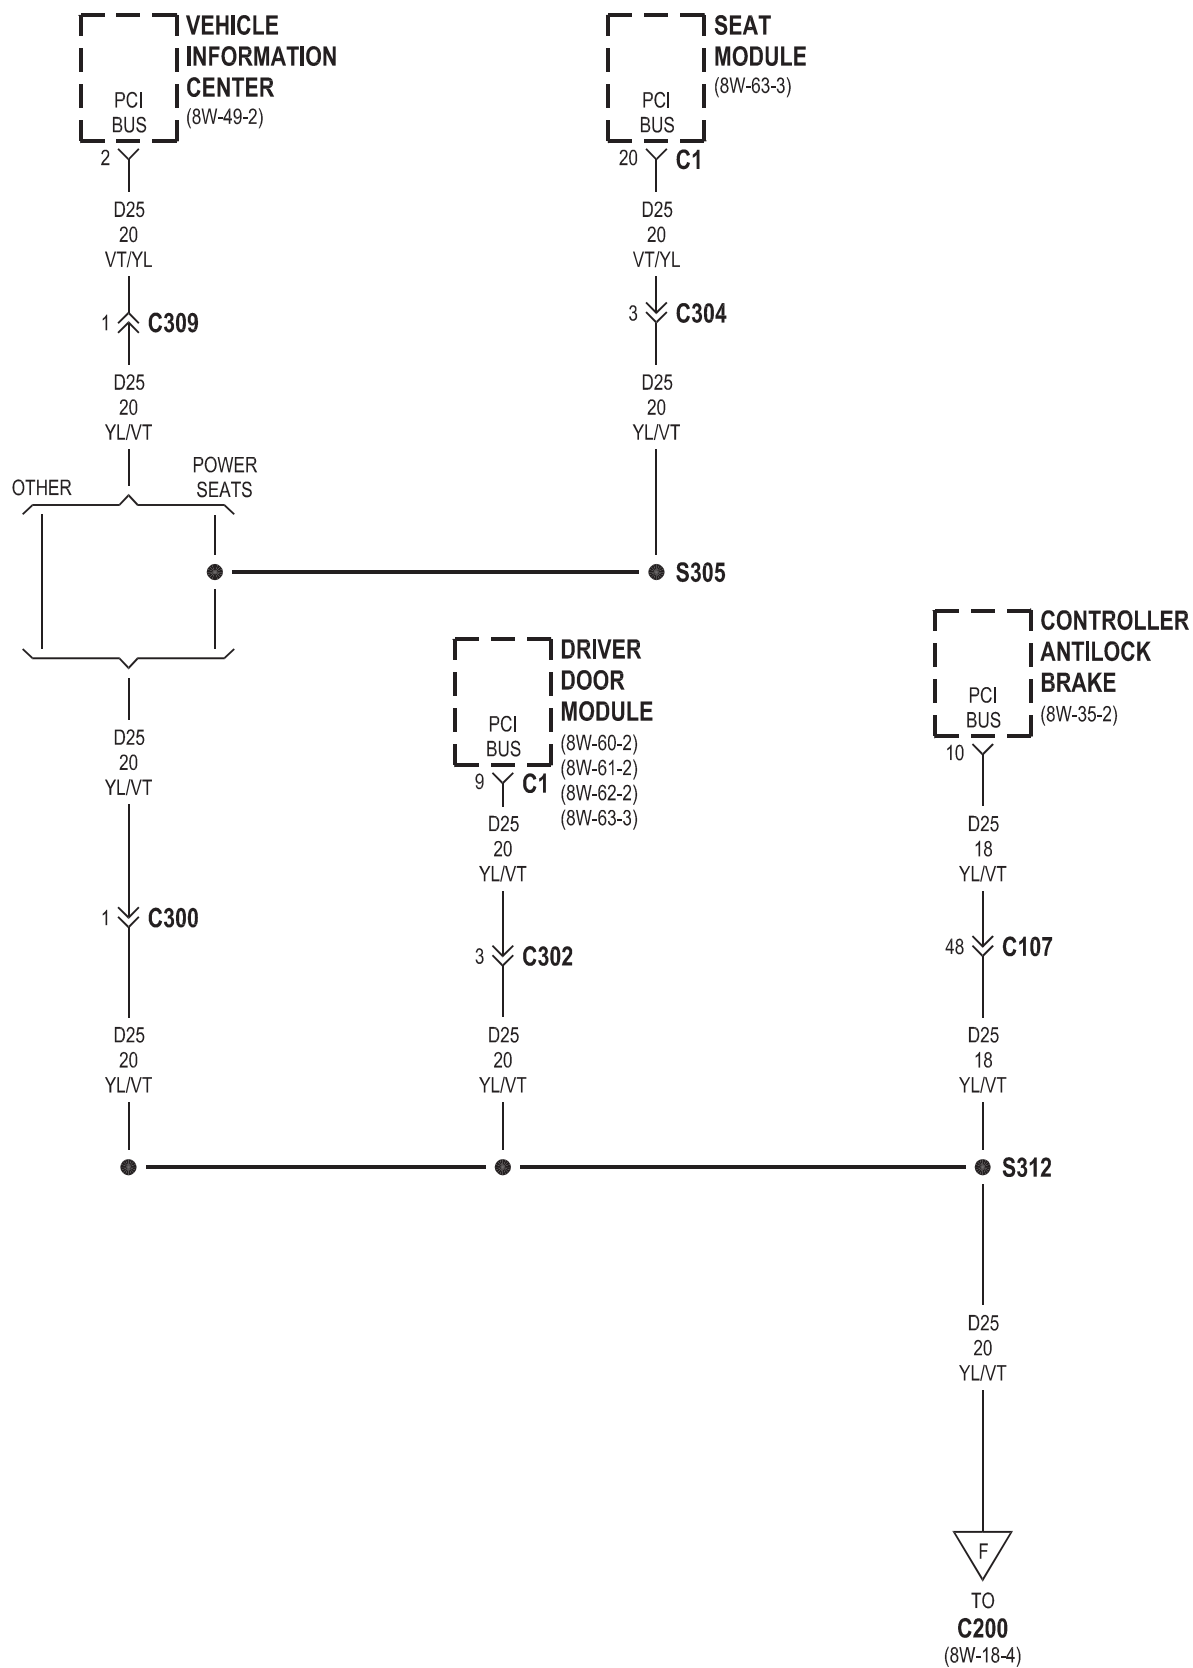 VEHICLE
INFORMATION
CENTER
(8W-49-2)
PCI
BUS
2
D25
20
VT/YL
1
C309
D25
20
YL/VT
SEAT
MODULE
(8W-63-3)
PCI
BUS
20
C1
D25
20
VT/YL
3
C304
D25
20
YL/VT
OTHER
POWER
SEATS
S305
D25
20
YL/VT
1
C300
D25
20
YL/VT
DRIVER
DOOR
MODULE
(8W-60-2)
(8W-61-2)
(8W-62-2)
(8W-63-3)
PCI
BUS
9
C1
D25
20
YL/VT
3
C302
D25
20
YL/VT
CONTROLLER
ANTILOCK
BRAKE
(8W-35-2)
PCI
BUS
10
D25
18
YL/VT
48
C107
D25
18
YL/VT
S312
D25
20
YL/VT
F
TO
C200
(8W-18-4)